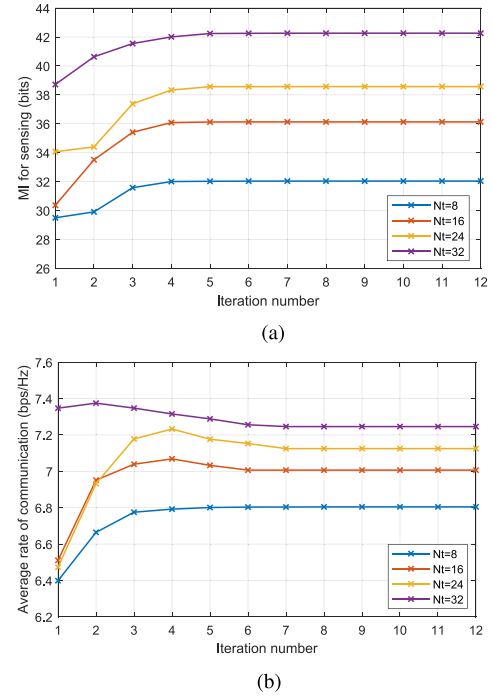 44
42
40
38
36
34
32
30
28
26
MI for sensing (bits)
Nt=8
Nt=16
Nt=24
Nt=32
1 2 3 4 5 6 7 8 9 10 11 12
Iteration number
(a)
7.6
7.4
7.2
7
6.8
6.6
6.4
6.2
Average rate of communication (bps/Hz)
Nt=8
Nt=16
Nt=24
Nt=32
1 2 3 4 5 6 7 8 9 10 11 12
Iteration number
(b)